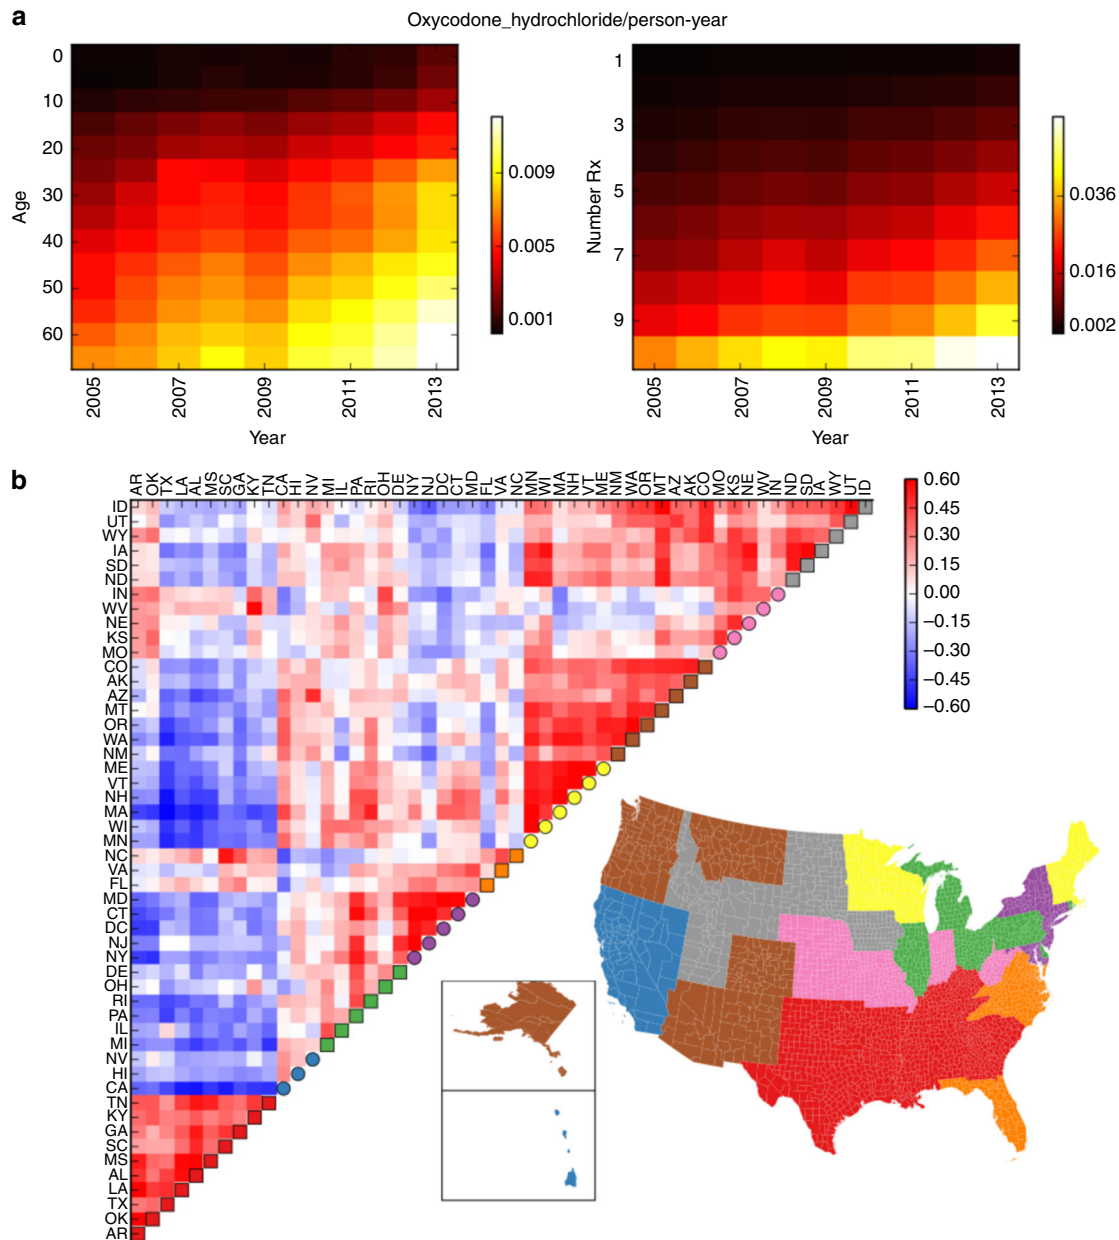 a
Oxycodone_hydrochloride/person-year
0
10
20
30
40
50
60
Age
2005
2007
2009
2011
2013
Year
0.009
0.005
0.001
1
3
5
7
9
Number Rx
2005
2007
2009
2011
2013
Year
0.036
0.016
0.002
b
AR OK TX LA AL MS SC GA KY TN CA HI NV MI IL PA RI OH DE NY NJ DC CT MD FL VA NC MN WI MA NH VT ME NM WA OR MT AZ AK CO MO KS NE WV IN ND SD IA WY UT ID
ID
UT
WY
IA
SD
ND
IN
WV
NE
KS
MO
CO
AK
AZ
MT
OR
WA
NM
ME
VT
NH
MA
WI
MN
NC
VA
FL
MD
CT
DC
NJ
NY
DE
OH
RI
PA
IL
MI
NV
HI
CA
TN
KY
GA
SC
MS
AL
LA
TX
OK
AR
0.60
0.45
0.30
0.15
0.00
−0.15
−0.30
−0.45
−0.60